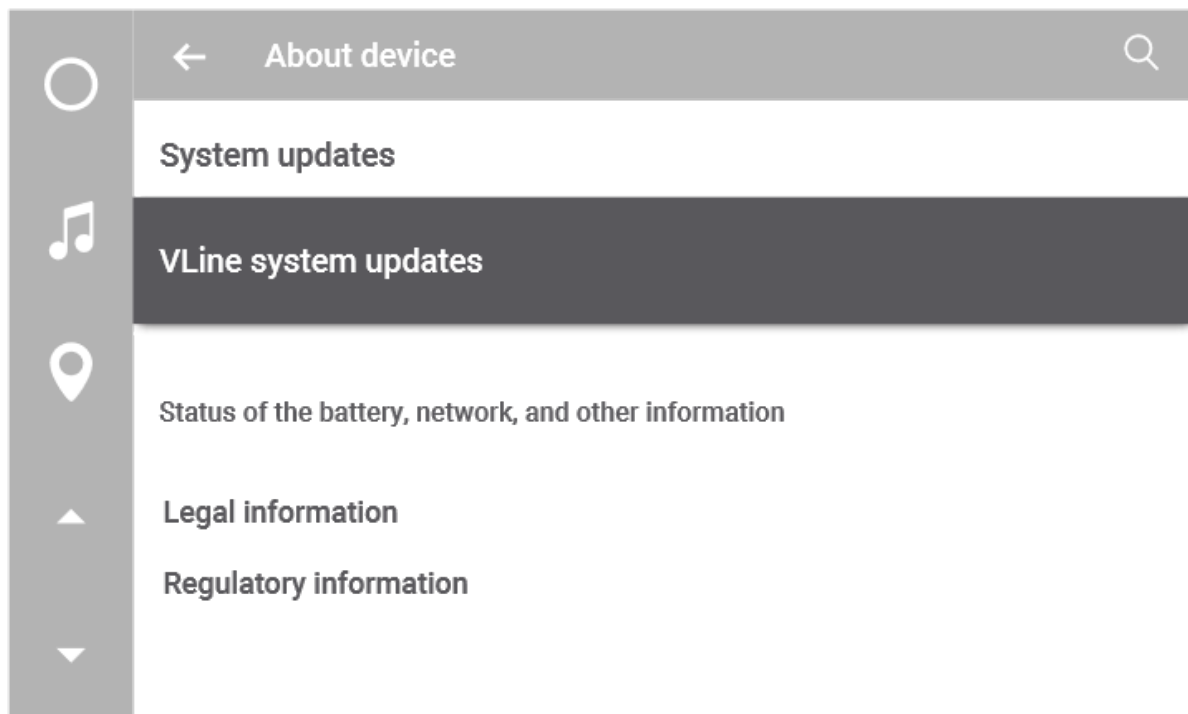 About device
System updates
VLine system updates
Status of the battery, network, and other information
Legal information
Regulatory information